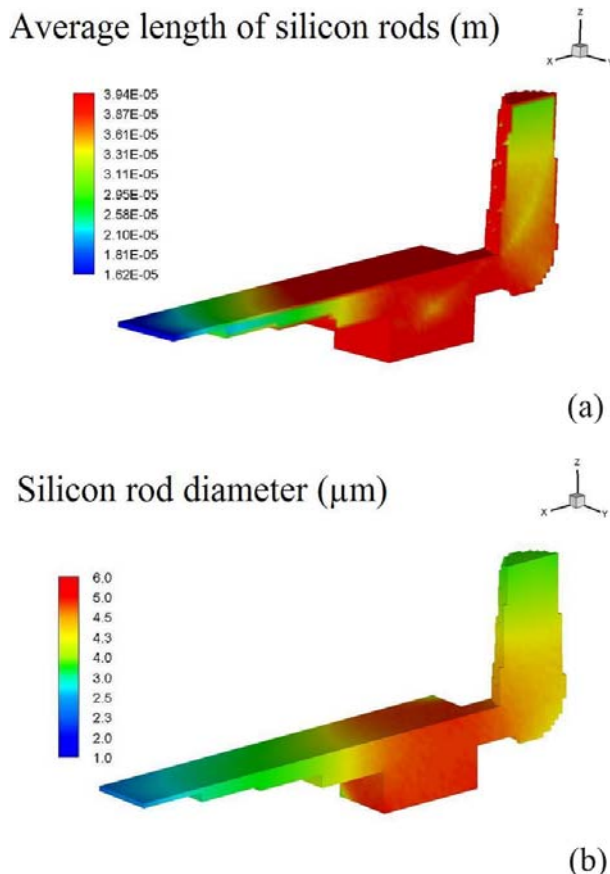 Average length of silicon rods (m)
Z
X
Y
3.94E-05
3.87E-05
3.61E-05
3.31E-05
3.11E-05
2.95E-05
2.58E-05
2.10E-05
1.81E-05
1.62E-05
(a)
Silicon rod diameter (μm)
Z
X
Y
6.0
5.0
4.5
4.3
4.0
3.0
2.5
2.3
2.0
1.0
(b)